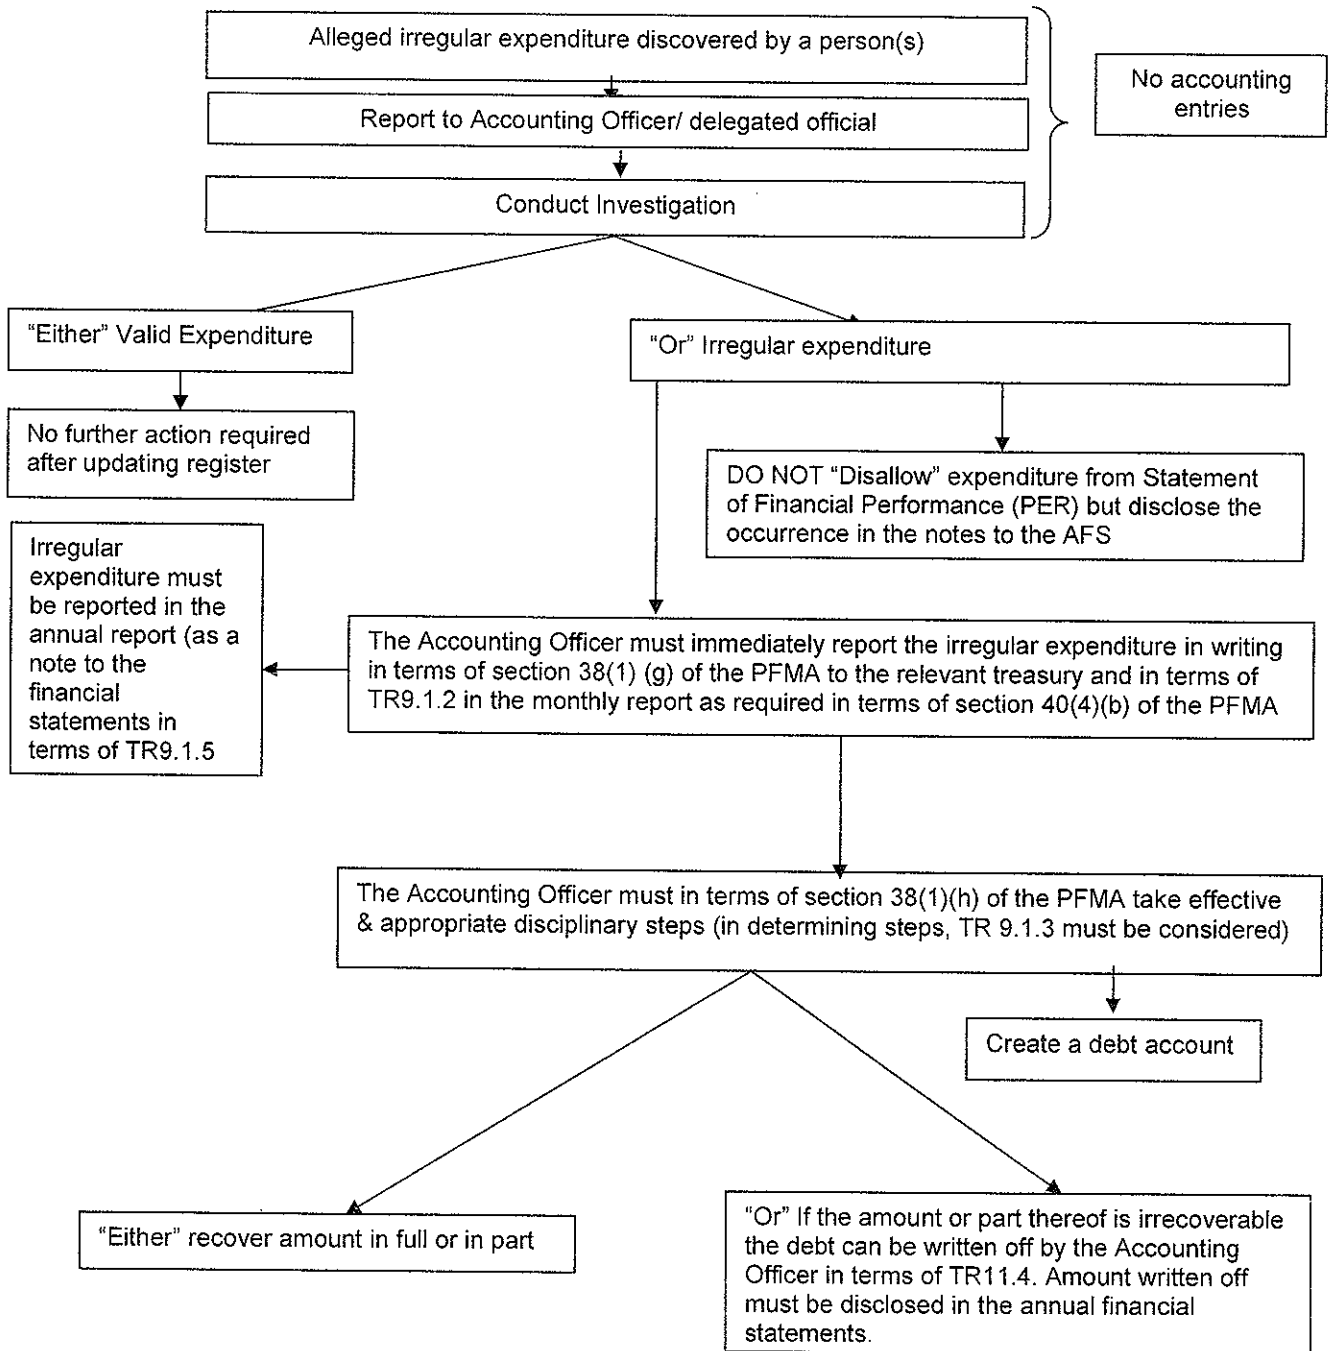 Alleged irregular expenditure discovered by a person(s)
No accounting
entries
Report to Accounting Officer/ delegated official
Conduct Investigation
"Either" Valid Expenditure
"Or" Irregular expenditure
No further action required
after updating register
DO NOT "Disallow" expenditure from Statement
of Financial Performance (PER) but disclose the
occurrence in the notes to the AFS
Irregular
expenditure must
be reported in the
annual report (as a
note to the
financial
statements in
terms of TR9.1.5
The Accounting Officer must immediately report the irregular expenditure in writing
in terms of section 38(1) (g) of the PFMA to the relevant treasury and in terms of
TR9.1.2 in the monthly report as required in terms of section 40(4)(b) of the PFMA
The Accounting Officer must in terms of section 38(1)(h) of the PFMA take effective
& appropriate disciplinary steps (in determining steps, TR 9.1.3 must be considered)
Create a debt account
"Either" recover amount in full or in part
"Or" If the amount or part thereof is irrecoverable
the debt can be written off by the Accounting
Officer in terms of TR11.4. Amount written off
must be disclosed in the annual financial
statements.